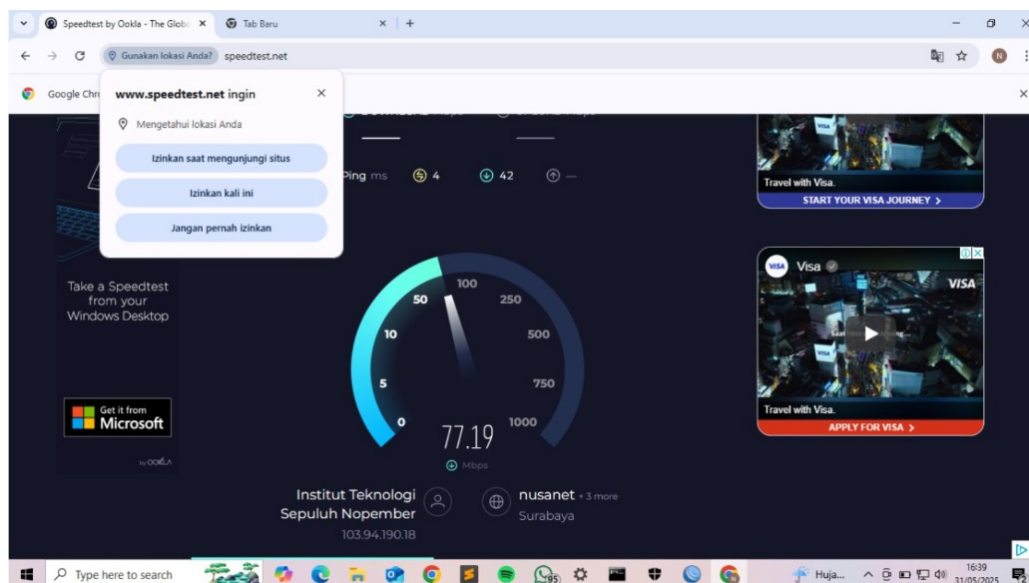 Speedtest by Ookla - The Glob
Tab Baru
Gunakan lokasi Anda?
speedtest.net
N
Google Chr
www.speedtest.net ingin
Mengetahui lokasi Anda
Izinkan saat mengunjungi situs
Izinkan kali ini
Jangan pernah izinkan
Ping ms
4
42
—
Take a Speedtest
from your
Windows Desktop
Get it from
Microsoft
by OOKLA
0
5
10
50
100
250
500
750
1000
77.19
Mbps
Institut Teknologi
Sepuluh Nopember
103.94.190.18
nusanet + 3 more
Surabaya
VISA
Travel with Visa.
START YOUR VISA JOURNEY >
VISA
Visa
VISA
VISA
Travel with Visa.
APPLY FOR VISA >
Type here to search
95
Huja...
16:39
31/05/2025